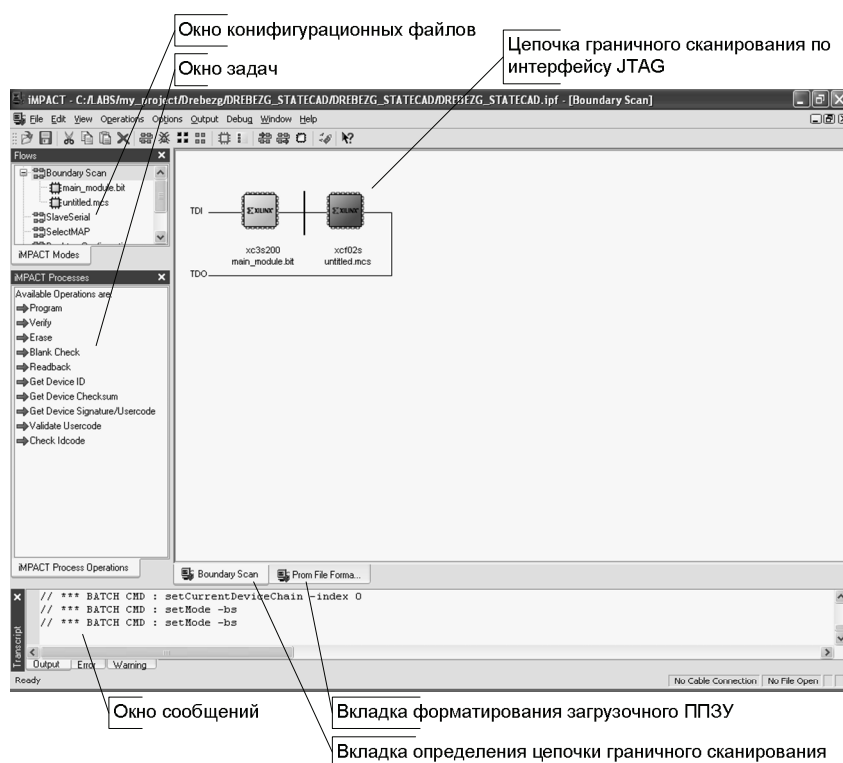 Окно конифигурационных файлов
Окно задач
Цепочка граничного сканирования по
интерфейсу JTAG
iMPACT - C:/LABS/my_project/Drebezg/DREBEZG_STATECAD/DREBEZG_STATECAD/DREBEZG_STATECAD.ipf - [Boundary Scan]
File Edit View Operations Options Output Debug Window Help
Flows
Boundary Scan
main_module.bit
untitled.mcs
SlaveSerial
SelectMAP
iMPACT Modes
TDI
XILINX
XILINX
xc3s200
xcf02s
main_module.bit
untitled.mcs
TDO
iMPACT Processes
Available Operations are:
Program
Verify
Erase
Blank Check
Readback
Get Device ID
Get Device Checksum
Get Device Signature/Usercode
Validate Usercode
Check Idcode
iMPACT Process Operations
Boundary Scan
Prom File Forma...
// *** BATCH CMD : setCurrentDeviceChain -index 0
// *** BATCH CMD : setMode -bs
// *** BATCH CMD : setMode -bs
Transcript
Output Error Warning
Ready
No Cable Connection
No File Open
Окно сообщений
Вкладка форматирования загрузочного ППЗУ
Вкладка определения цепочки граничного сканирования